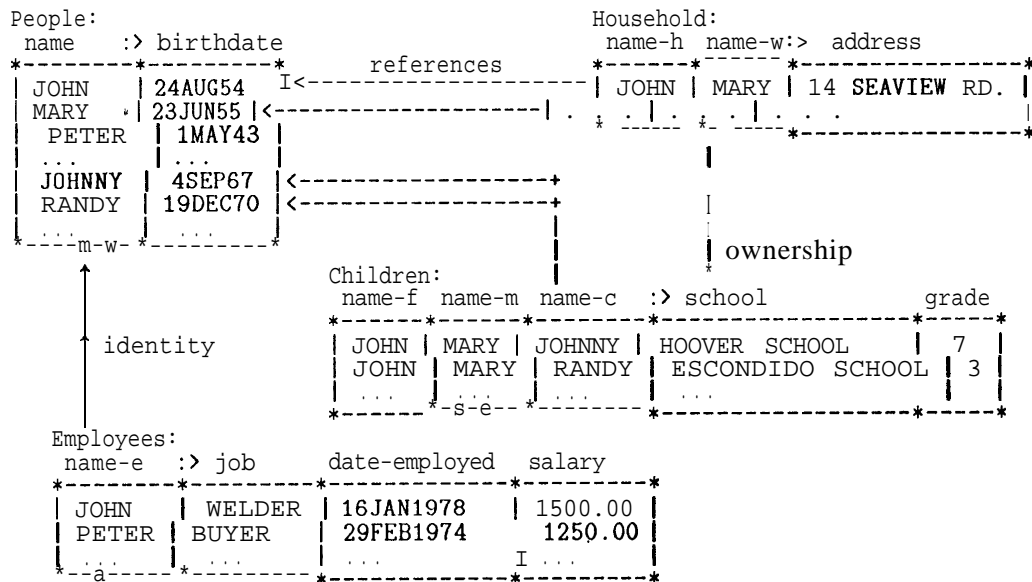 People: Household:
name :> birthdate name-h name-w:> address
references
JOHN 24AUG54 JOHN MARY 14 SEAVIEW RD.
MARY 23JUN55 . . . . . . . . .
PETER 1MAY43
... ...
JOHNNY 4SEP67
RANDY 19DEC70
... ...
m-w
ownership
Children:
name-f name-m name-c :> school grade
identity
JOHN MARY JOHNNY HOOVER SCHOOL 7
JOHN MARY RANDY ESCONDIDO SCHOOL 3
... ... ... ...
s-e
Employees:
name-e :> job date-employed salary
JOHN WELDER 16JAN1978 1500.00
PETER BUYER 29FEB1974 1250.00
... ... ... ...
a